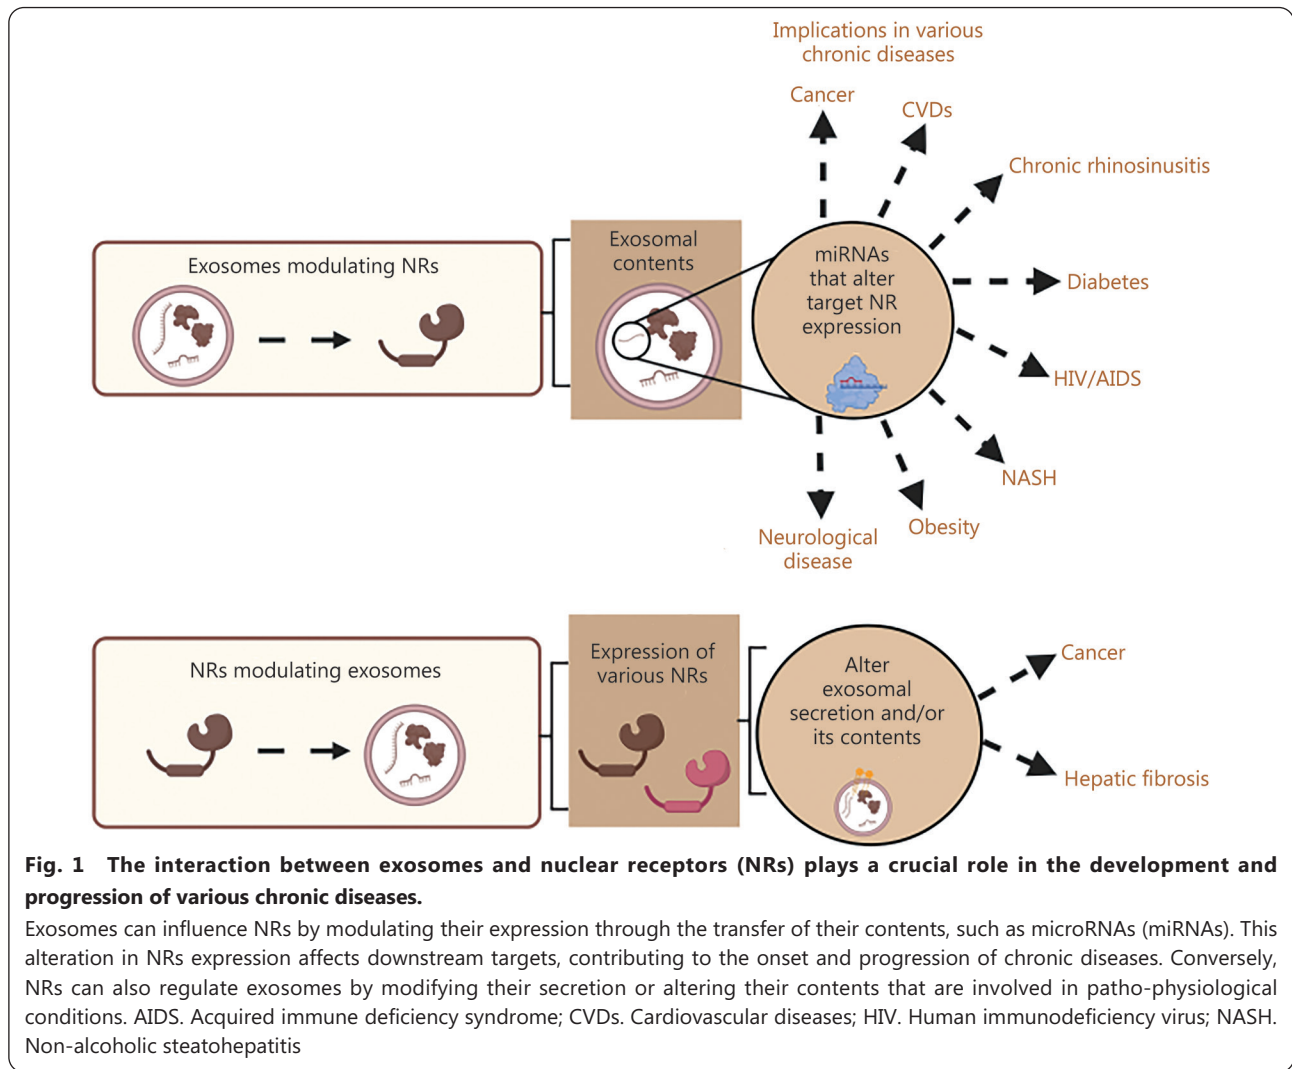 Implications in various
chronic diseases
Cancer
CVDs
Chronic rhinosinusitis
Diabetes
HIV/AIDS
NASH
Obesity
Neurological
disease
Exosomes modulating NRs
Exosomal
contents
miRNAs
that alter
target NR
expression
NRs modulating exosomes
Expression of
various NRs
Alter
exosomal
secretion and/or
its contents
Cancer
Hepatic fibrosis
Fig. 1 The interaction between exosomes and nuclear receptors (NRs) plays a crucial role in the development and
progression of various chronic diseases.
Exosomes can influence NRs by modulating their expression through the transfer of their contents, such as microRNAs (miRNAs). This
alteration in NRs expression affects downstream targets, contributing to the onset and progression of chronic diseases. Conversely,
NRs can also regulate exosomes by modifying their secretion or altering their contents that are involved in patho-physiological
conditions. AIDS. Acquired immune deficiency syndrome; CVDs. Cardiovascular diseases; HIV. Human immunodeficiency virus; NASH.
Non-alcoholic steatohepatitis